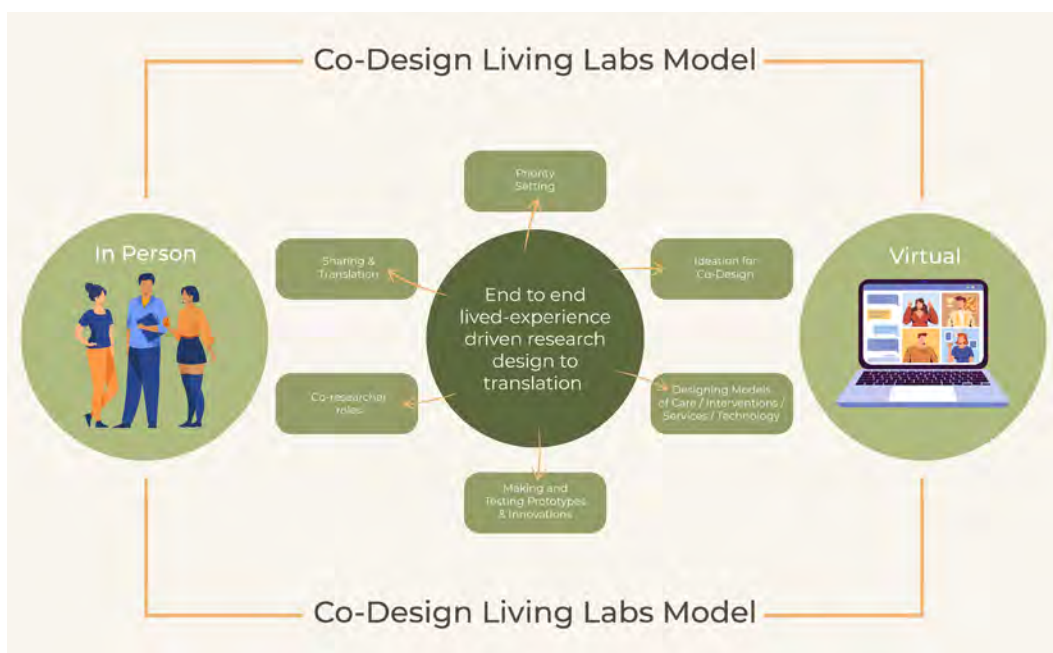 Co-Design Living Labs Model
Priority
Setting
In Person
Sharing &
Translation
Ideation for
Co-Design
Virtual
End to end
lived-experience
driven research
design to
translation
Co-researcher
roles
Designing Models
of Care / Interventions /
Services / Technology
Making and
Testing Prototypes
& Innovations
Co-Design Living Labs Model